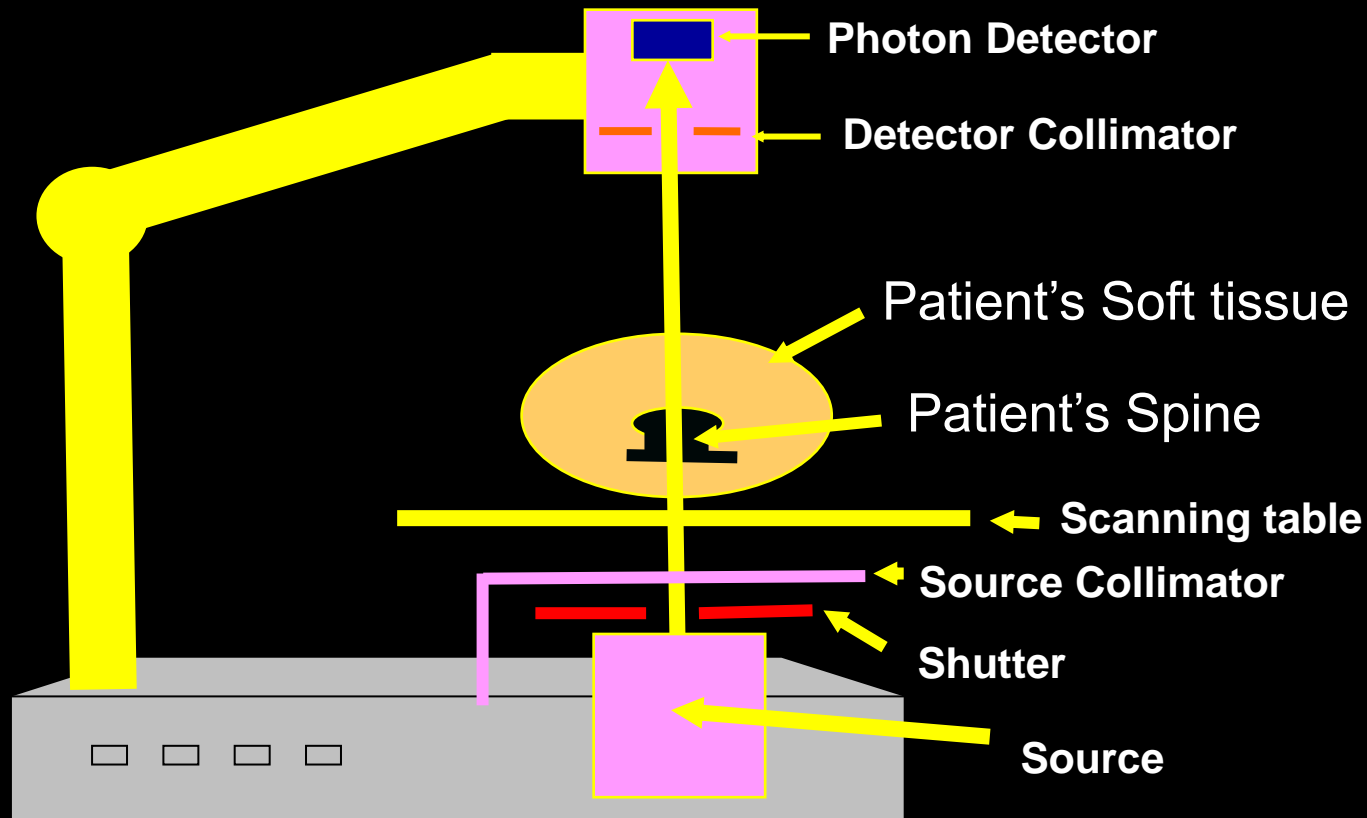 Photon Detector
Detector Collimator
Patient’s Soft tissue
Patient’s Spine
Scanning table
Source Collimator
Shutter
Source